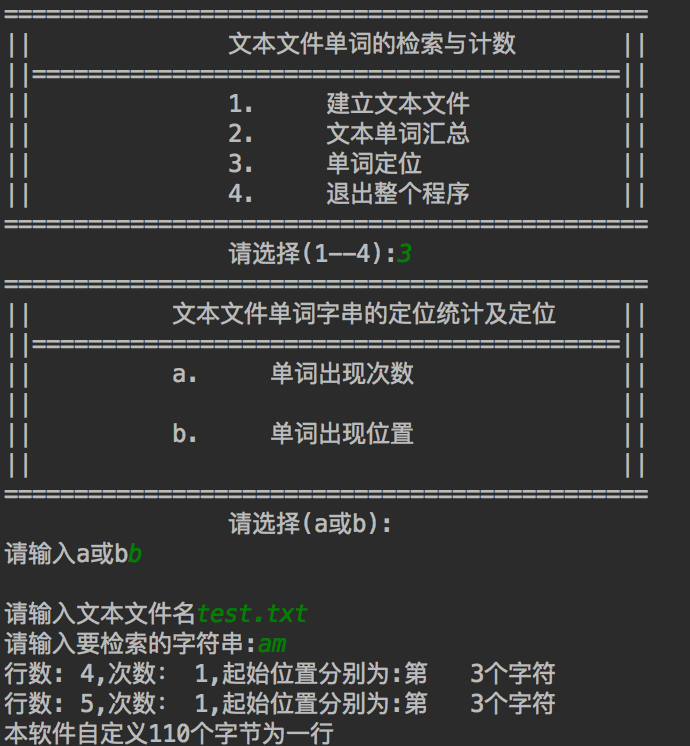 ==============================================
||              文本文件单词的检索与计数       ||
||==========================================||
||              1.     建立文本文件           ||
||              2.     文本单词汇总           ||
||              3.     单词定位               ||
||              4.     退出整个程序           ||
==============================================
                请选择(1--4):3
==============================================
||          文本文件单词字串的定位统计及定位     ||
||==========================================||
||          a.     单词出现次数               ||
||                                          ||
||          b.     单词出现位置               ||
||                                          ||
==============================================
                请选择(a或b):
请输入a或bb
请输入文本文件名test.txt
请输入要检索的字符串:am
行数: 4,次数:  1,起始位置分别为:第   3个字符
行数: 5,次数:  1,起始位置分别为:第   3个字符
本软件自定义110个字节为一行